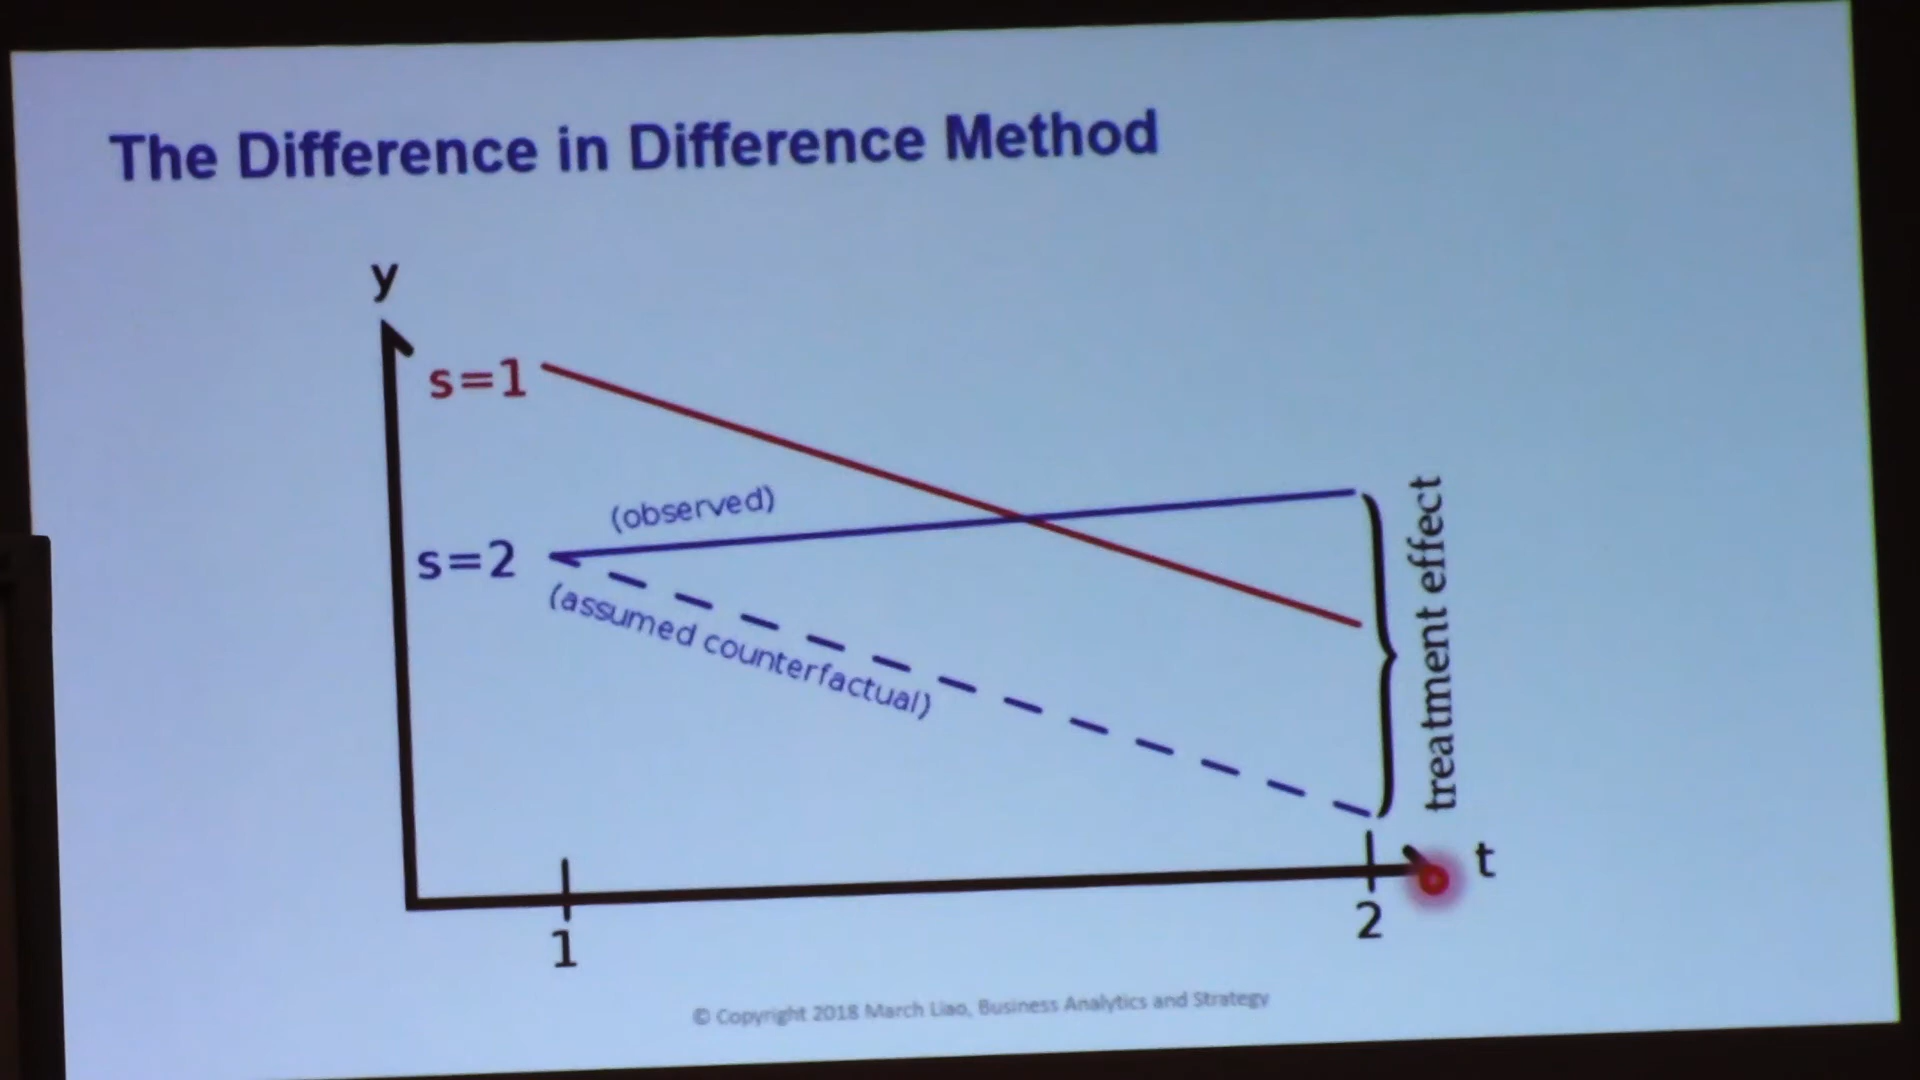 The Difference in Difference Method
y
s=1
(observed)
s=2
(assumed counterfactual)
treatment effect
t
1
2
© Copyright 2018 March Liao, Business Analytics and Strategy